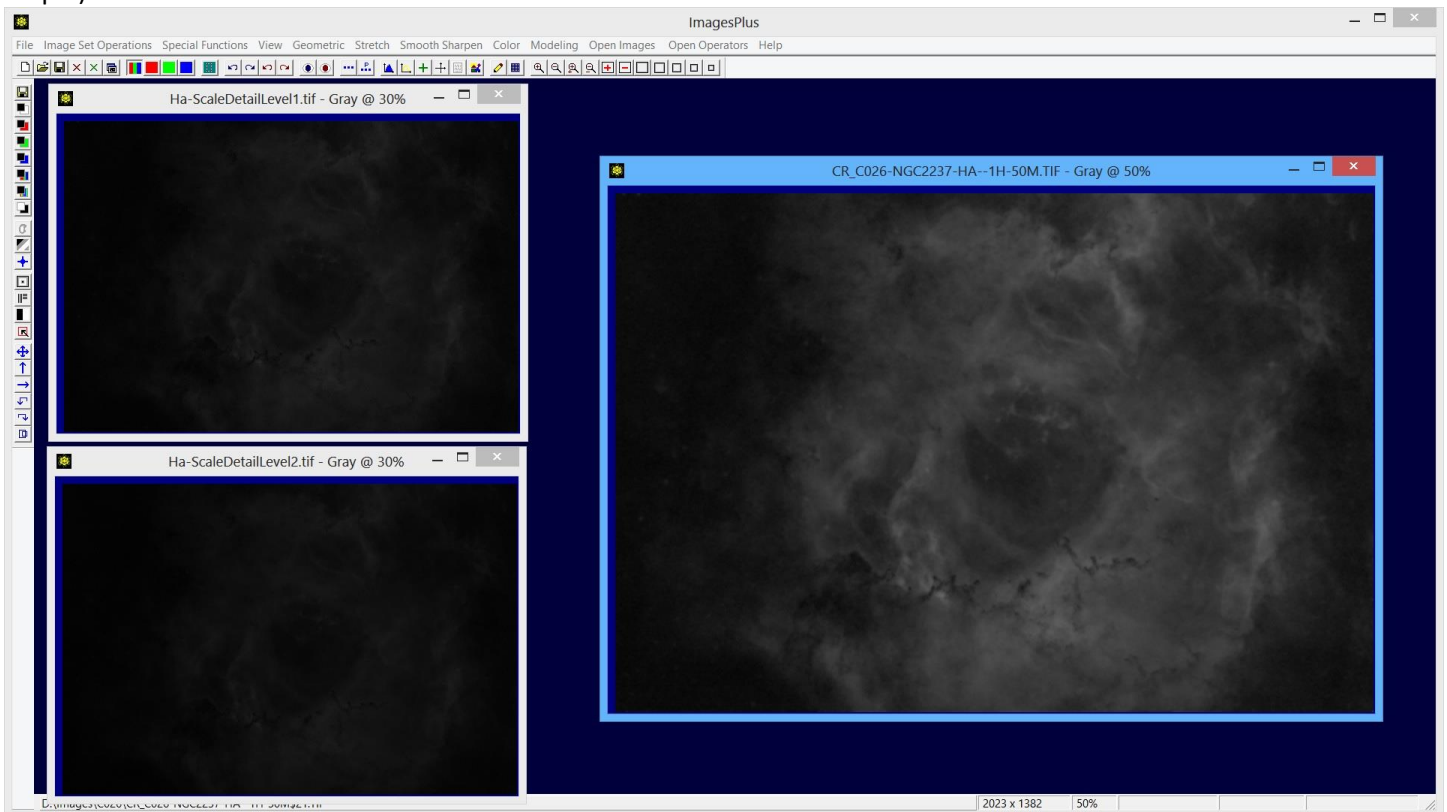 ImagesPlus
File Image Set Operations Special Functions View Geometric Stretch Smooth Sharpen Color Modeling Open Images Open Operators Help
Ha-ScaleDetailLevel1.tif - Gray @ 30%
CR_C026-NGC2237-HA--1H-50M.TIF - Gray @ 50%
Ha-ScaleDetailLevel2.tif - Gray @ 30%
2023 x 1382 50%